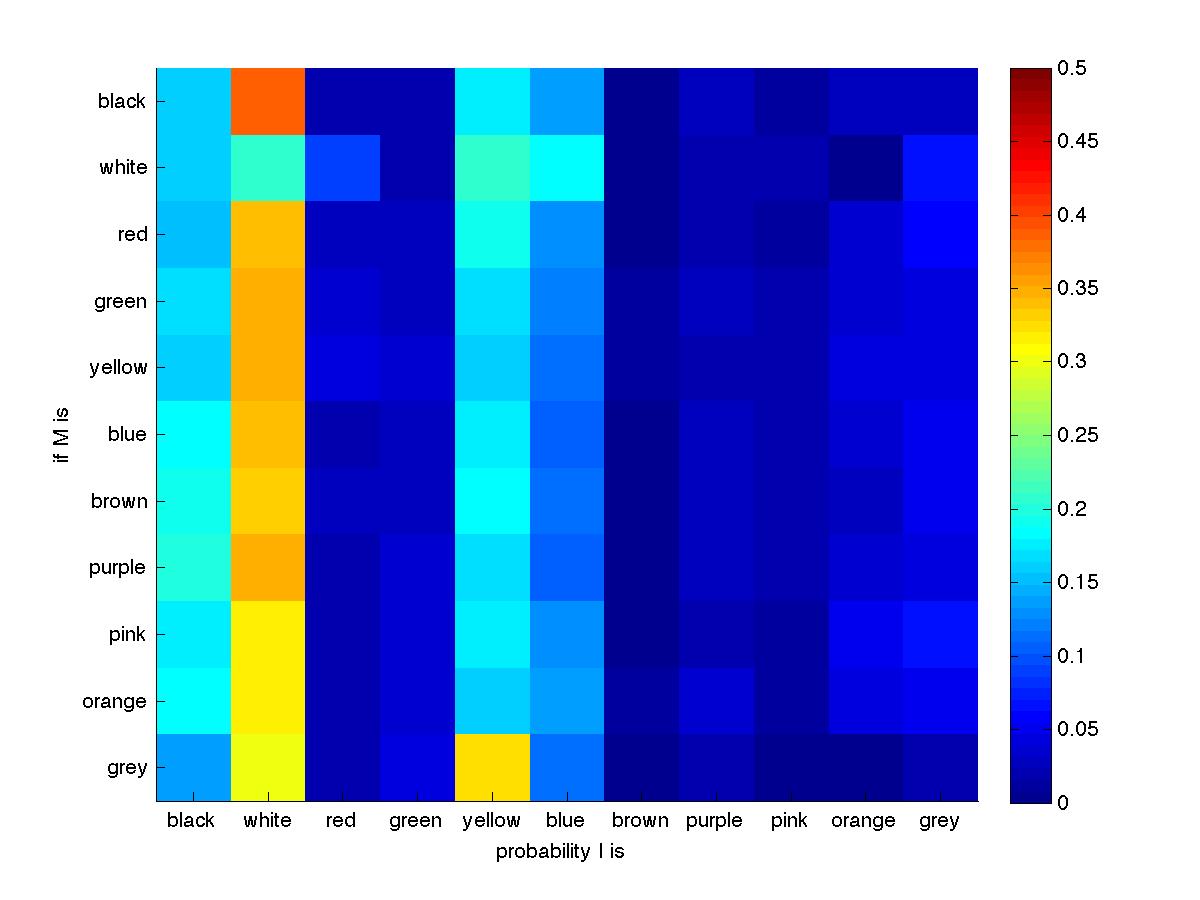 black
white
red
green
yellow
blue
brown
purple
pink
orange
grey
if M is
black white red green yellow blue brown purple pink orange grey
probability I is
0.5
0.45
0.4
0.35
0.3
0.25
0.2
0.15
0.1
0.05
0